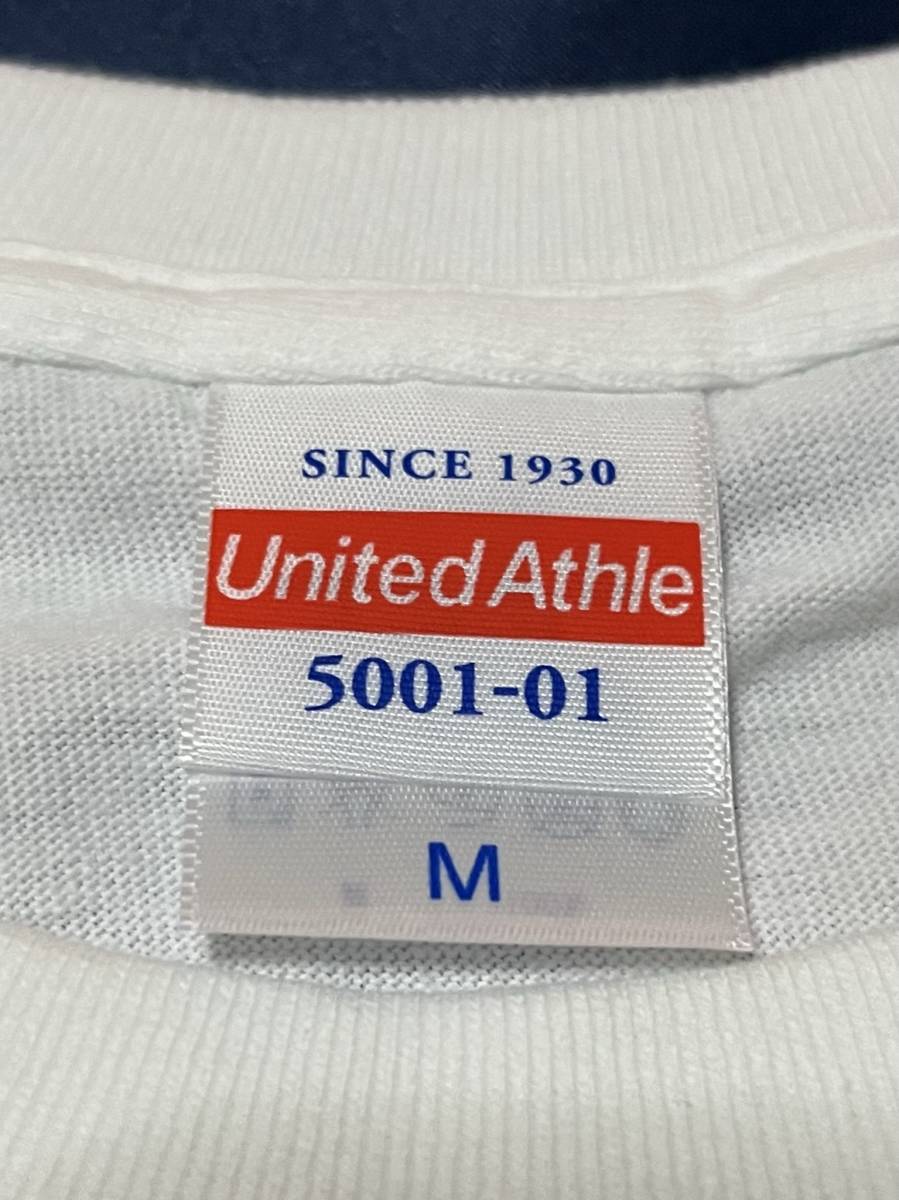 SINCE 1930
United Athle
5001-01
M